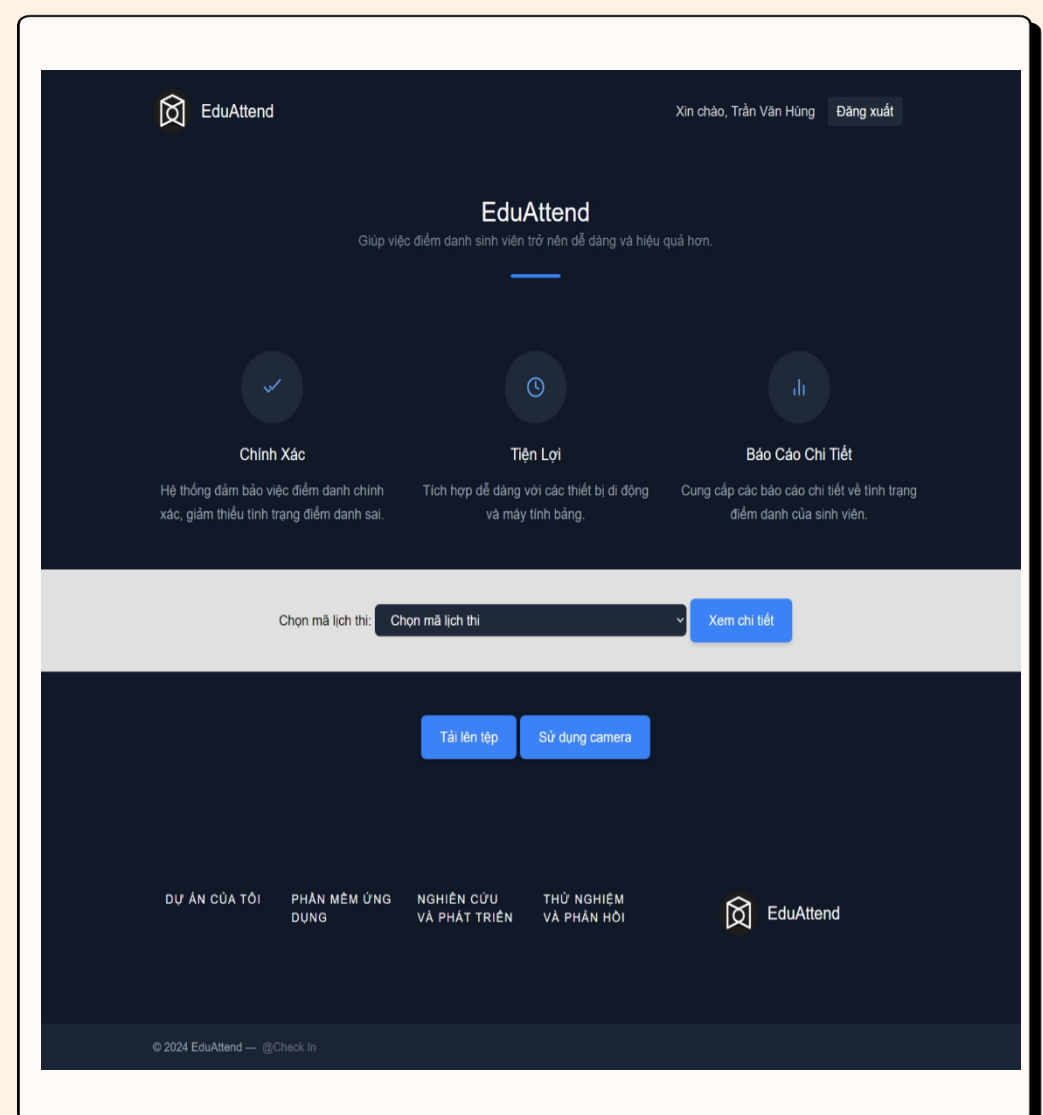 EduAttend
Xin chào, Trần Văn Hùng
Đăng xuất
EduAttend
Giúp việc điểm danh sinh viên trở nên dễ dàng và hiệu quả hơn.
Chính Xác
Hệ thống đảm bảo việc điểm danh chính
xác, giảm thiểu tình trạng điểm danh sai.
Tiện Lợi
Tích hợp dễ dàng với các thiết bị di động
và máy tính bảng.
Báo Cáo Chi Tiết
Cung cấp các báo cáo chi tiết về tình trạng
điểm danh của sinh viên.
Chọn mã lịch thi:
Chọn mã lịch thi
Xem chi tiết
Tải lên tệp
Sử dụng camera
DỰ ÁN CỦA TÔI
PHẦN MỀM ỨNG
DỤNG
NGHIÊN CỨU
VÀ PHÁT TRIỂN
THỬ NGHIỆM
VÀ PHẢN HỒI
EduAttend
© 2024 EduAttend — @Check In